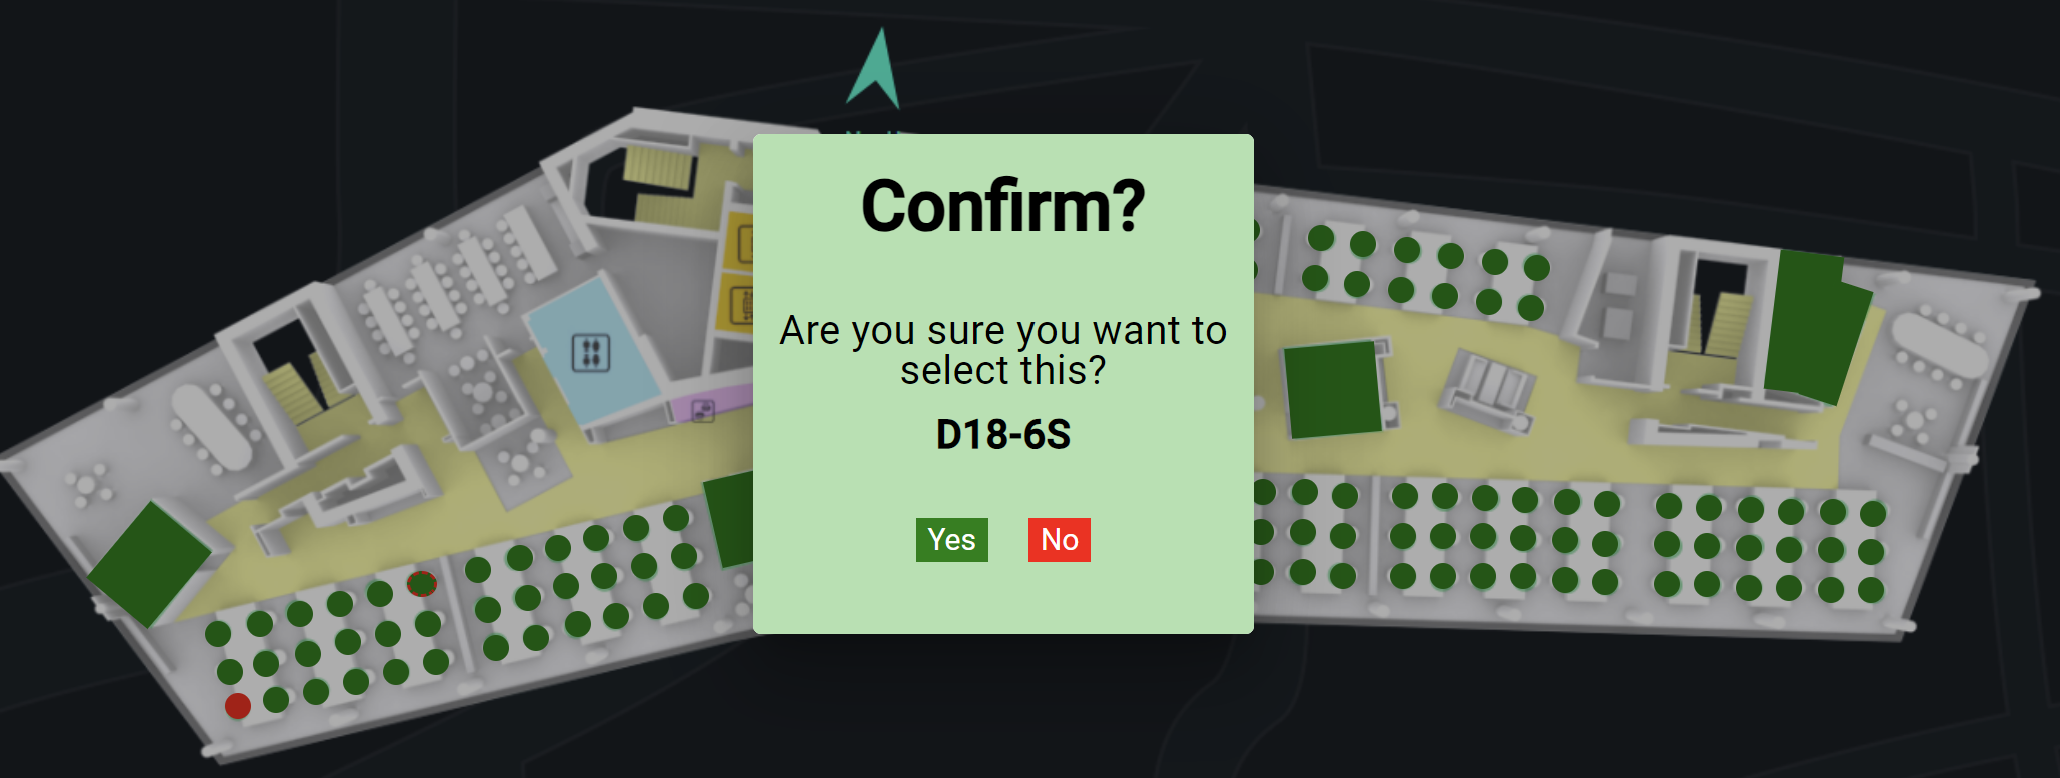 Confirm?
Are you sure you want to
select this?
D18-6S
Yes
No